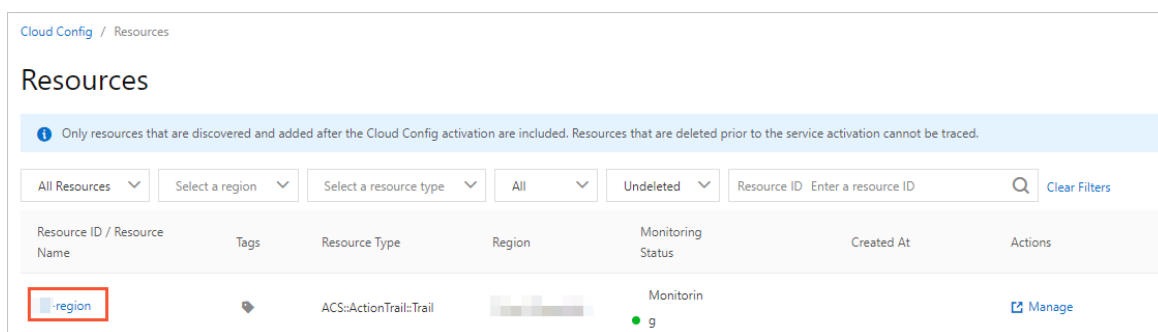 Cloud Config / Resources
Resources
Only resources that are discovered and added after the Cloud Config activation are included. Resources that are deleted prior to the service activation cannot be traced.
All Resources Select a region Select a resource type All Undeleted Resource ID Enter a resource ID Clear Filters
Resource ID / Resource Name Tags Resource Type Region Monitoring Status Created At Actions
-region ACS::ActionTrail::Trail Monitorin g Manage